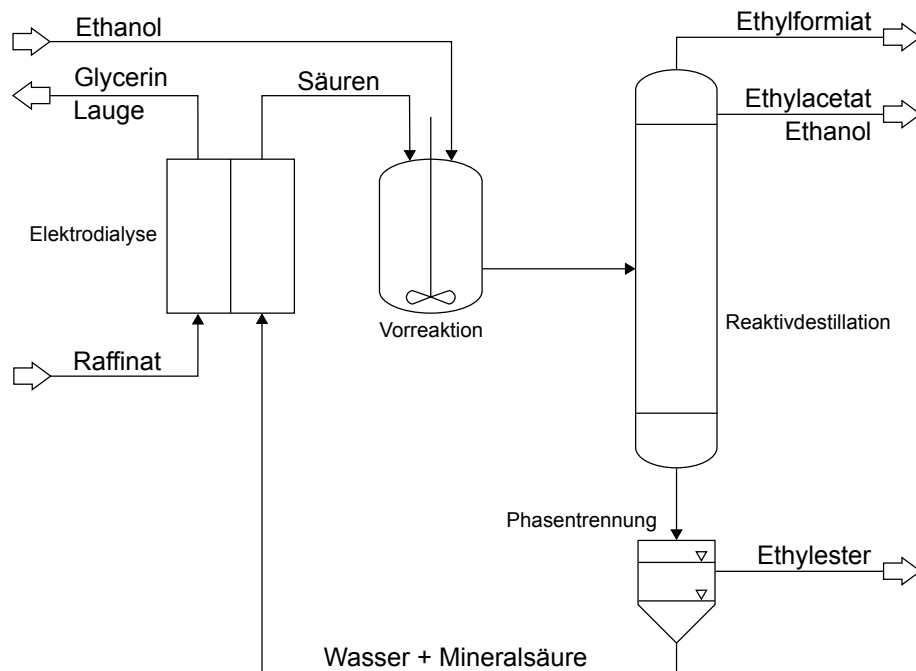 Ethanol
Ethylformiat
Glycerin
Lauge
Säuren
Ethylacetat
Ethanol
Elektrodialyse
Vorreaktion
Reaktivdestillation
Raffinat
Phasentrennung
Ethylester
Wasser + Mineralsäure